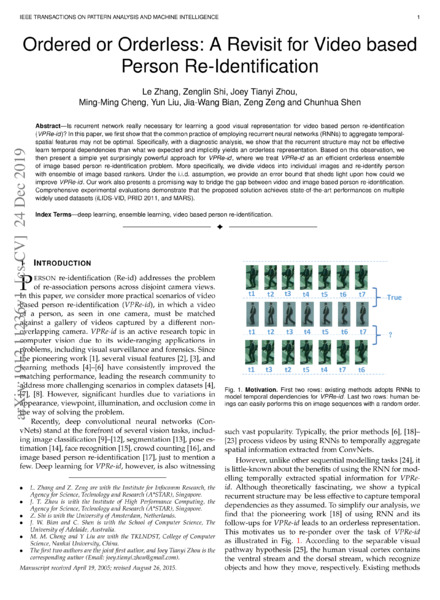 IEEE TRANSACTIONS ON PATTERN ANALYSIS AND MACHINE INTELLIGENCE 1
Ordered or Orderless: A Revisit for Video based
Person Re-Identification
Le Zhang, Zenglin Shi, Joey Tianyi Zhou,
Ming-Ming Cheng, Yun Liu, Jia-Wang Bian, Zeng Zeng and Chunhua Shen
Abstract—Is recurrent network really necessary for learning a good visual representation for video based person re-identification
(VPRe-id)? In this paper, we first show that the common practice of employing recurrent neural networks (RNNs) to aggregate temporal-
spatial features may not be optimal. Specifically, with a diagnostic analysis, we show that the recurrent structure may not be effective
learn temporal dependencies than what we expected and implicitly yields an orderless representation. Based on this observation, we
then present a simple yet surprisingly powerful approach for VPRe-id, where we treat VPRe-id as an efficient orderless ensemble
of image based person re-identification problem. More specifically, we divide videos into individual images and re-identify person
with ensemble of image based rankers. Under the i.i.d. assumption, we provide an error bound that sheds light upon how could we
improve VPRe-id. Our work also presents a promising way to bridge the gap between video and image based person re-identification.
Comprehensive experimental evaluations demonstrate that the proposed solution achieves state-of-the-art performances on multiple
widely used datasets (iLIDS-VID, PRID 2011, and MARS).
Index Terms—deep learning, ensemble learning, video based person re-identification.
24 Dec 2019
INTRODUCTION
PERSON re-identification (Re-id) addresses the problem
of re-association persons across disjoint camera views.
In this paper, we consider more practical scenarios of video
based person re-identification (VPRe-id), in which a video
of a person, as seen in one camera, must be matched
against a gallery of videos captured by a different non-
overlapping camera. VPRe-id is an active research topic in
computer vision due to its wide-ranging applications in
problems, including visual surveillance and forensics. Since
the pioneering work [1], several visual features [2], [3], and
learning methods [4]–[6] have consistently improved the
matching performance, leading the research community to
address more challenging scenarios in complex datasets [4],
[7], [8]. However, significant hurdles due to variations in
appearance, viewpoint, illumination, and occlusion come in
the way of solving the problem.
Recently, deep convolutional neural networks (Con-
vNets) stand at the forefront of several vision tasks, includ-
ing image classification [9]–[12], segmentation [13], pose es-
timation [14], face recognition [15], crowd counting [16], and
image based person re-identification [17], just to mention a
few. Deep learning for VPRe-id, however, is also witnessing
• L. Zhang and Z. Zeng are with the Institute for Infocomm Research, the
Agency for Science, Technology and Research (A*STAR), Singapore.
• J. T. Zhou is with the Institute of High Performance Computing, the
Agency for Science, Technology and Research (A*STAR), Singapore.
• Z. Shi is with the University of Amsterdam, Netherlands.
• J. W. Bian and C. Shen is with the School of Computer Science, The
University of Adelaide, Australia.
• M. M. Cheng and Y Liu are with the TKLNDST, College of Computer
Science, Nankai University, China.
• The first two authors are the joint first author, and Joey Tianyi Zhou is the
corresponding author (Email: joey.tianyi.zhou@gmail.com).
Manuscript received April 19, 2005; revised August 26, 2015.
t1 t2 t3 t4 t5 t6 t7
True
t1 t2 t3 t4 t5 t6 t7
?
Fig. 1. Motivation. First two rows: existing methods adopts RNNs to
model temporal dependencies for VPRe-id. Last two rows: human be-
ings can easily performs this on image sequences with a random order.
such vast popularity. Typically, the prior methods [6], [18]–
[23] process videos by using RNNs to temporally aggregate
spatial information extracted from ConvNets.
However, unlike other sequential modelling tasks [24], it
is little-known about the benefits of using the RNN for mod-
elling temporally extracted spatial information for VPRe-
id. Although theoretically fascinating, we show a typical
recurrent structure may be less effective to capture temporal
dependencies as they assumed. To simplify our analysis, we
find that the pioneering work [18] of using RNN and its
follow-ups for VPRe-id leads to an orderless representation.
This motivates us to re-ponder over the task of VPRe-id
as illustrated in Fig. 1. According to the separable visual
pathway hypothesis [25], the human visual cortex contains
the ventral stream and the dorsal stream, which recognize
objects and how they move, respectively. Existing methods